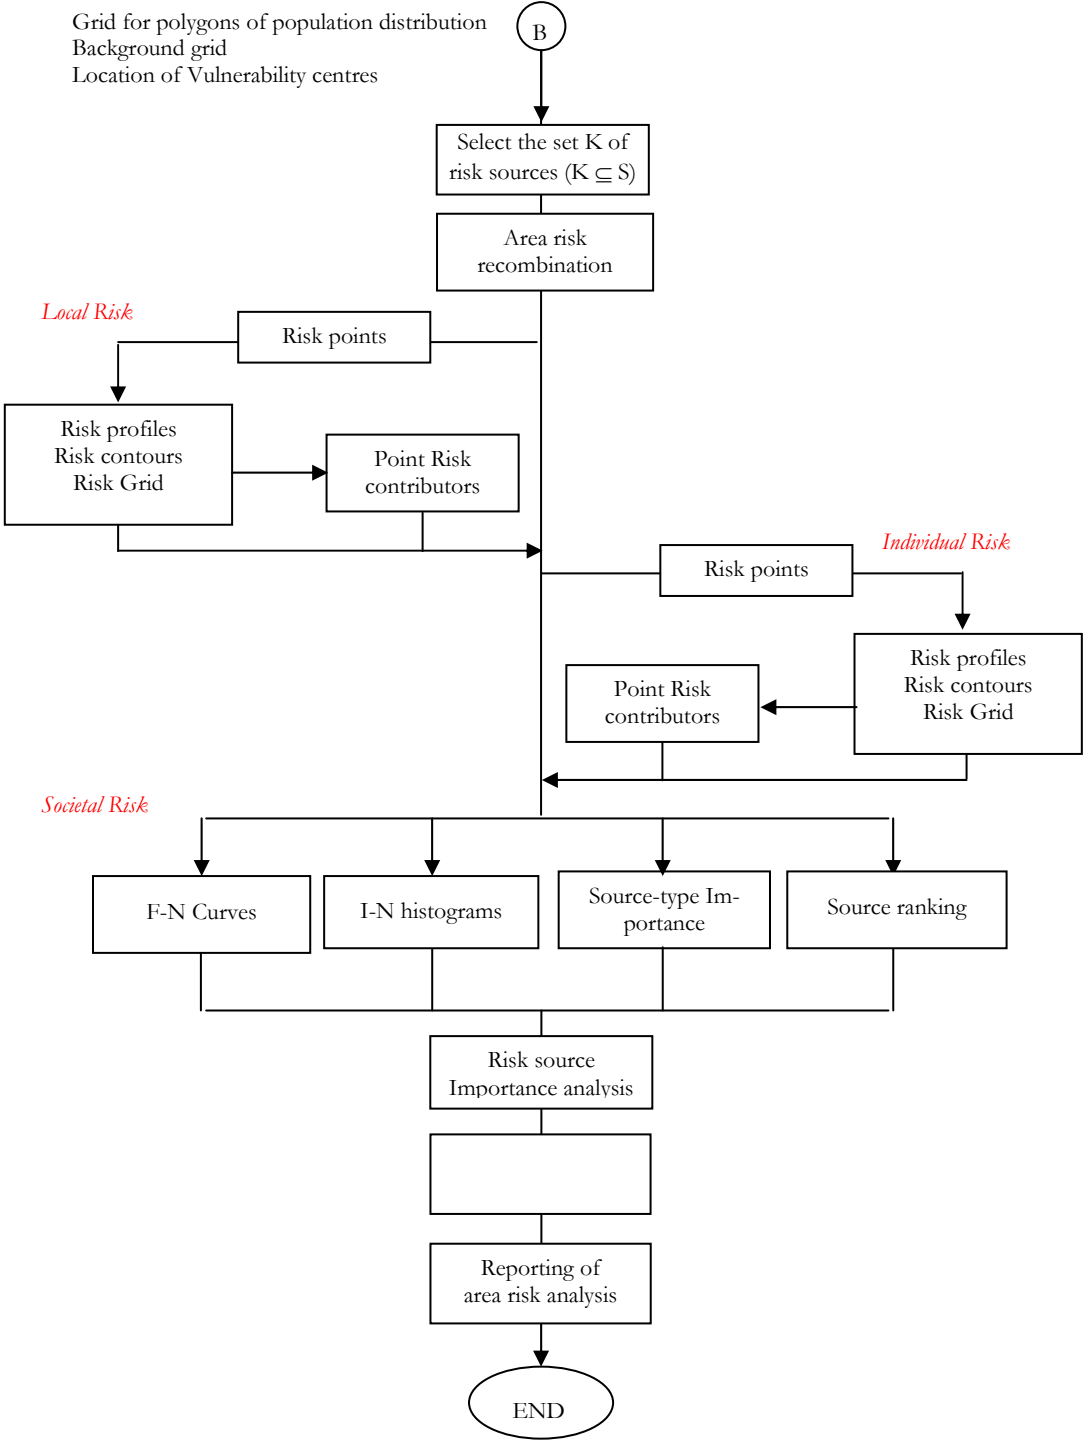 Grid for polygons of population distribution
Background grid
Location of Vulnerability centres
B
Select the set K of
risk sources (K ⊆ S)
Area risk
recombination
Local Risk
Risk points
Risk profiles
Risk contours
Risk Grid
Point Risk
contributors
Individual Risk
Risk points
Risk profiles
Risk contours
Risk Grid
Point Risk
contributors
Societal Risk
F-N Curves
I-N histograms
Source-type Im-
portance
Source ranking
Risk source
Importance analysis
Reporting of
area risk analysis
END